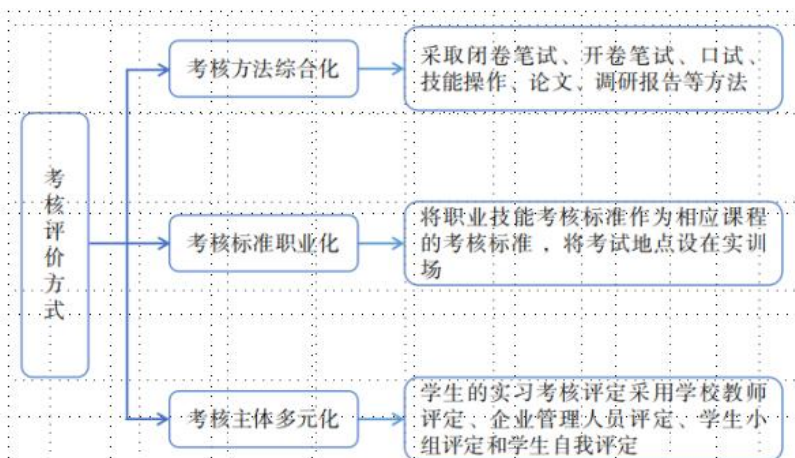 考核评价方式
考核方法综合化
采取闭卷笔试、开卷笔试、口试、
技能操作、论文、调研报告等方法
考核标准职业化
将职业技能考核标准作为相应课程
的考核标准，将考试地点设在实训
场
考核主体多元化
学生的实习考核评定采用学校教师
评定、企业管理人员评定、学生小
组评定和学生自我评定